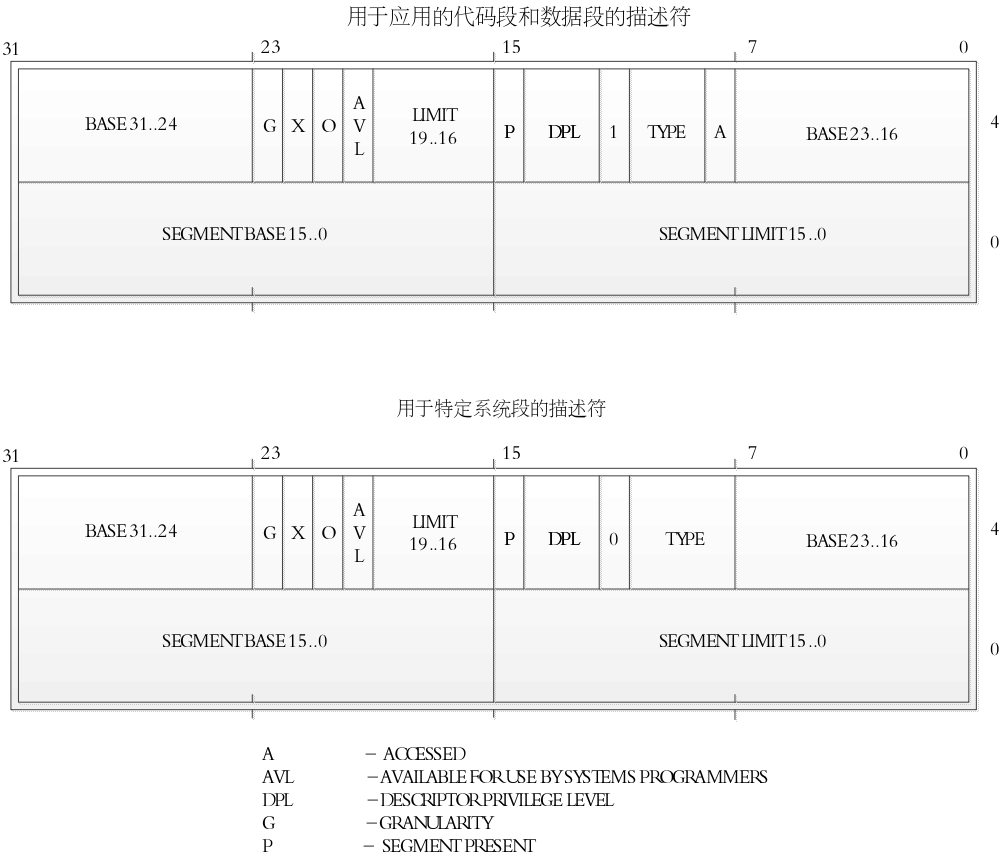 用于应用的代码段和数据段的描述符
31 23 15 7 0
BASE 31..24 G X O AVL LIMIT 19..16 P DPL 1 TYPE A BASE 23..16 4
SEGMENT BASE 15..0 SEGMENT LIMIT 15..0 0
用于特定系统段的描述符
31 23 15 7 0
BASE 31..24 G X O AVL LIMIT 19..16 P DPL 0 TYPE BASE 23..16 4
SEGMENT BASE 15..0 SEGMENT LIMIT 15..0 0
A – ACCESSED
AVL – AVAILABLE FOR USE BY SYSTEMS PROGRAMMERS
DPL – DESCRIPTOR PRIVILEGE LEVEL
G – GRANULARITY
P – SEGMENT PRESENT